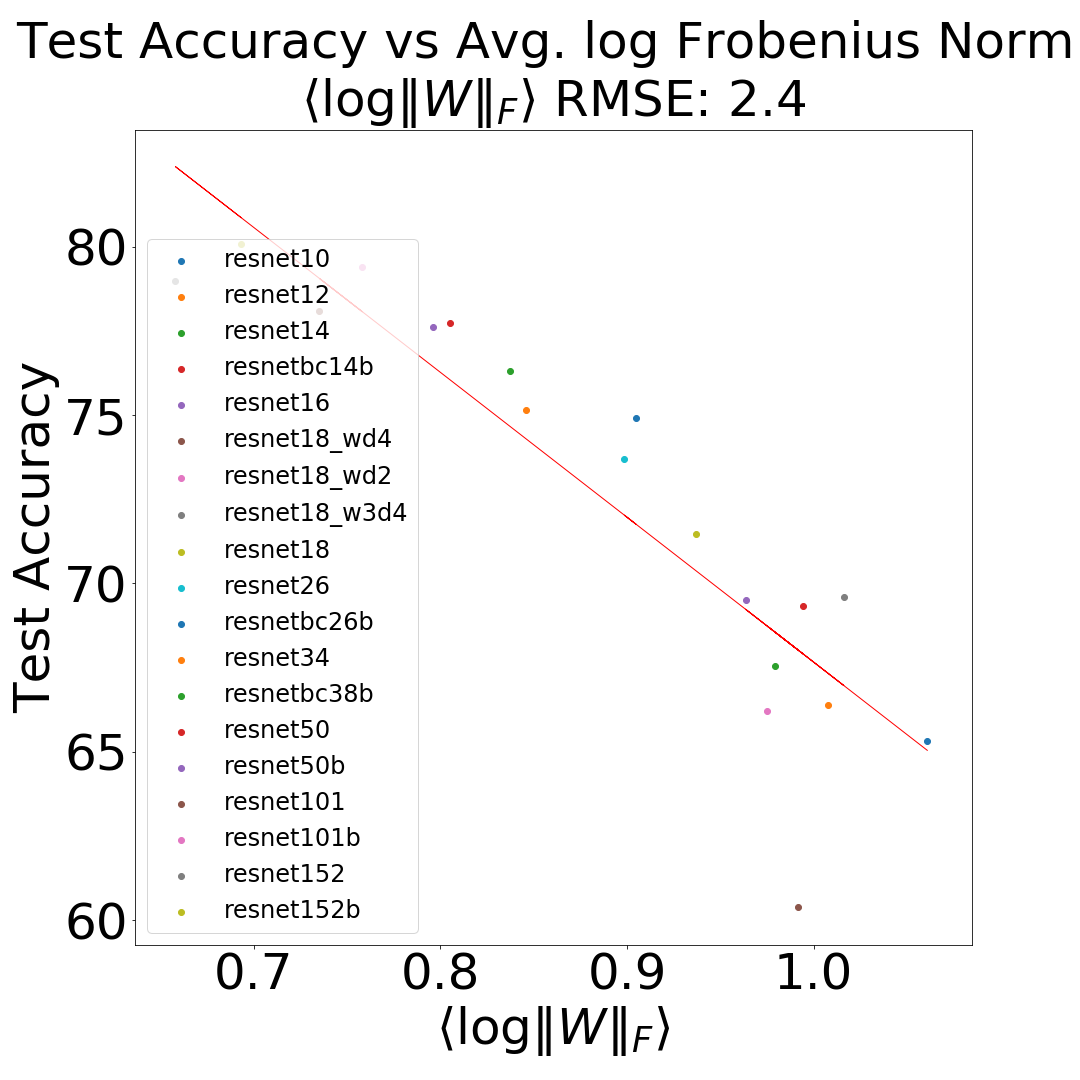 Test Accuracy vs Avg. log Frobenius Norm
⟨log‖W‖F⟩ RMSE: 2.4
Test Accuracy
80
75
70
65
60
resnet10
resnet12
resnet14
resnetbc14b
resnet16
resnet18_wd4
resnet18_wd2
resnet18_w3d4
resnet18
resnet26
resnetbc26b
resnet34
resnetbc38b
resnet50
resnet50b
resnet101
resnet101b
resnet152
resnet152b
0.7 0.8 0.9 1.0
⟨log‖W‖F⟩